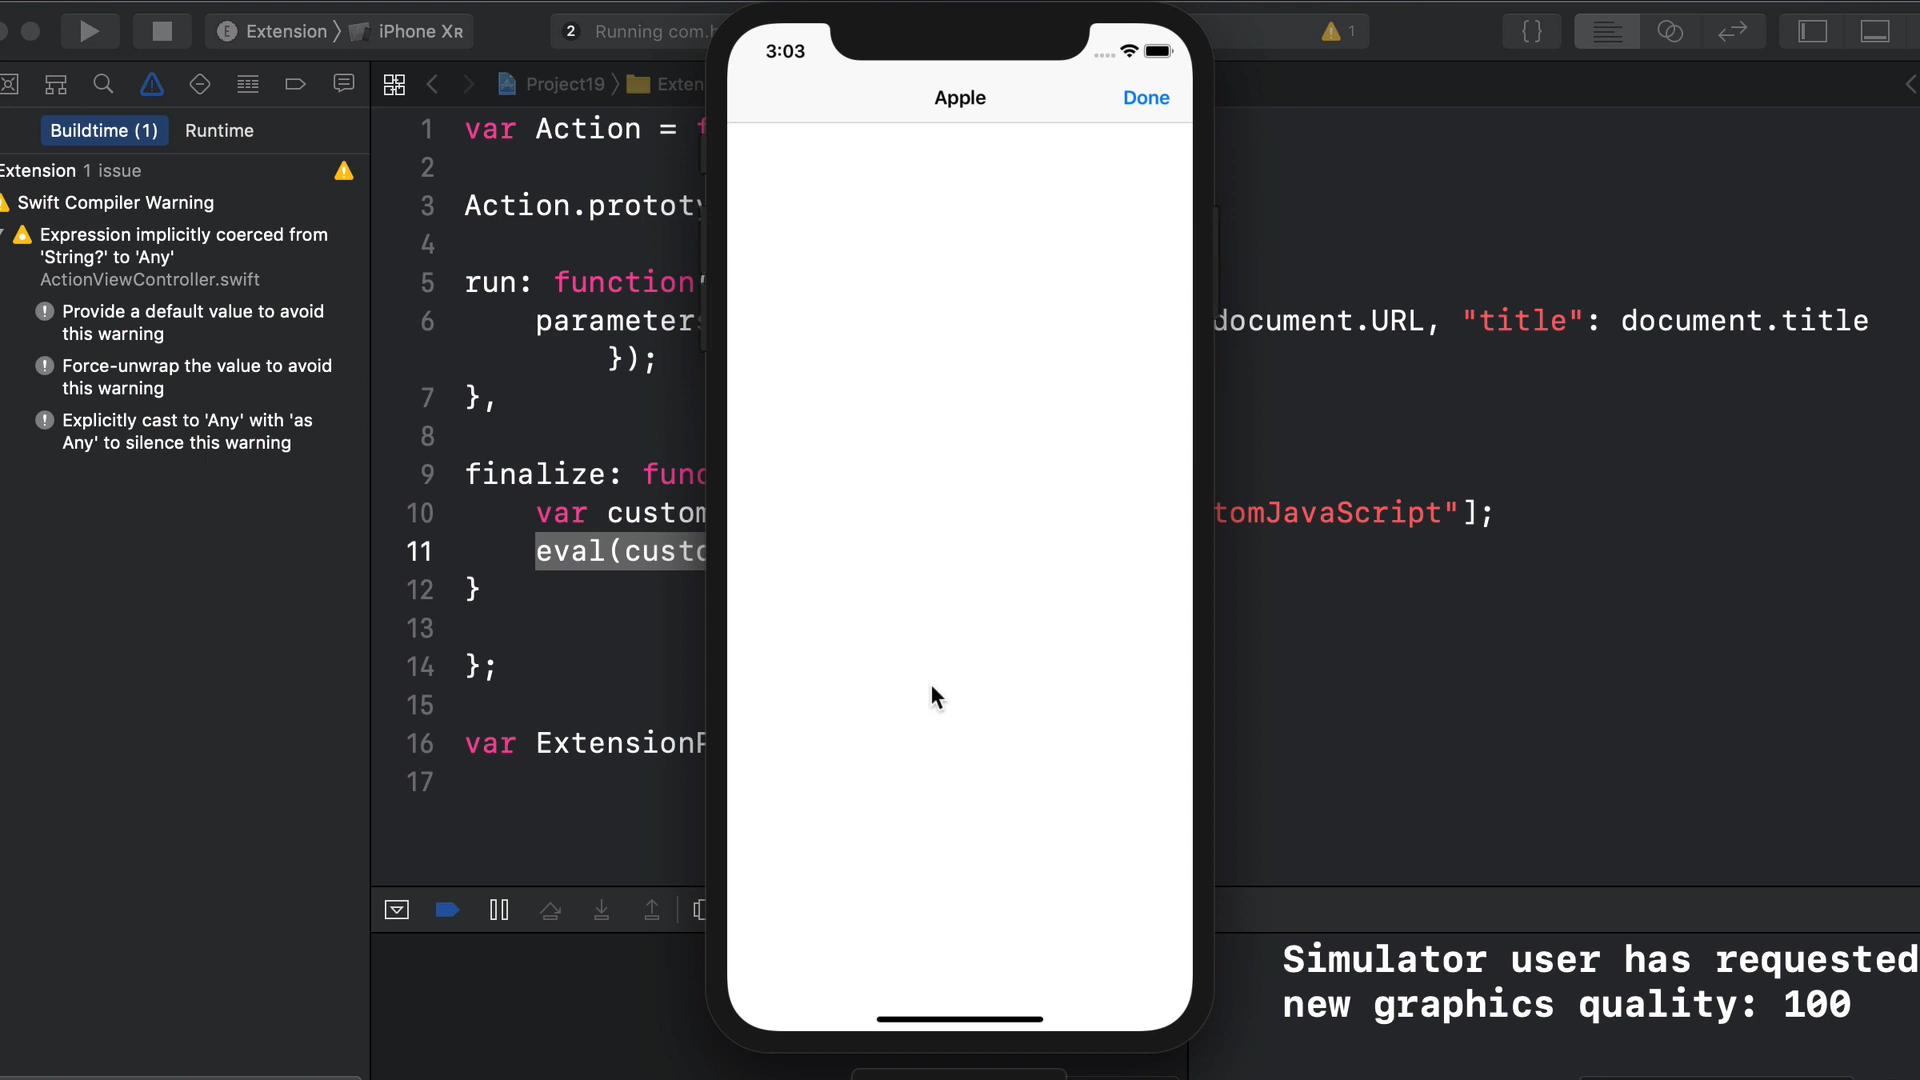 Extension 〉 iPhone XR
2 Running com.
1
3:03
Project19 〉 Exten
Apple
Done
Buildtime (1) Runtime
Extension 1 issue
Swift Compiler Warning
Expression implicitly coerced from
'String?' to 'Any'
ActionViewController.swift
Provide a default value to avoid
this warning
Force-unwrap the value to avoid
this warning
Explicitly cast to 'Any' with 'as
Any' to silence this warning
1 var Action =
2
3 Action.protot
4
5 run: function
6 parameter document.URL, "title": document.title
});
7 },
8
9 finalize: func
10 var custom tomJavaScript"];
11 eval(custo
12 }
13
14 };
15
16 var Extension
17
Simulator user has requested
new graphics quality: 100